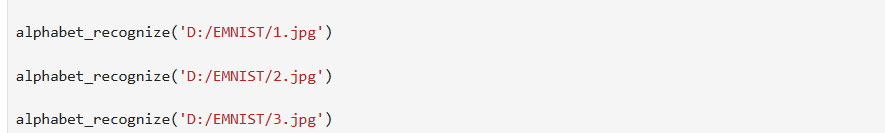 alphabet_recognize('D:/EMNIST/1.jpg')
alphabet_recognize('D:/EMNIST/2.jpg')
alphabet_recognize('D:/EMNIST/3.jpg')